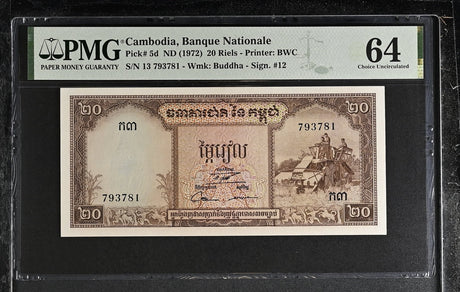 PMG
PAPER MONEY GUARANTY
Cambodia, Banque Nationale
Pick# 5d ND (1972) 20 Riels - Printer: BWC
S/N 13 793781 - Wmk: Buddha - Sign. #12
64
Choice Uncirculated
២០
ធនាគារជាតិ នៃ កម្ពុជា
២០
ក៣
793781
ម្ភៃរៀល
793781
ក៣
២០
២០